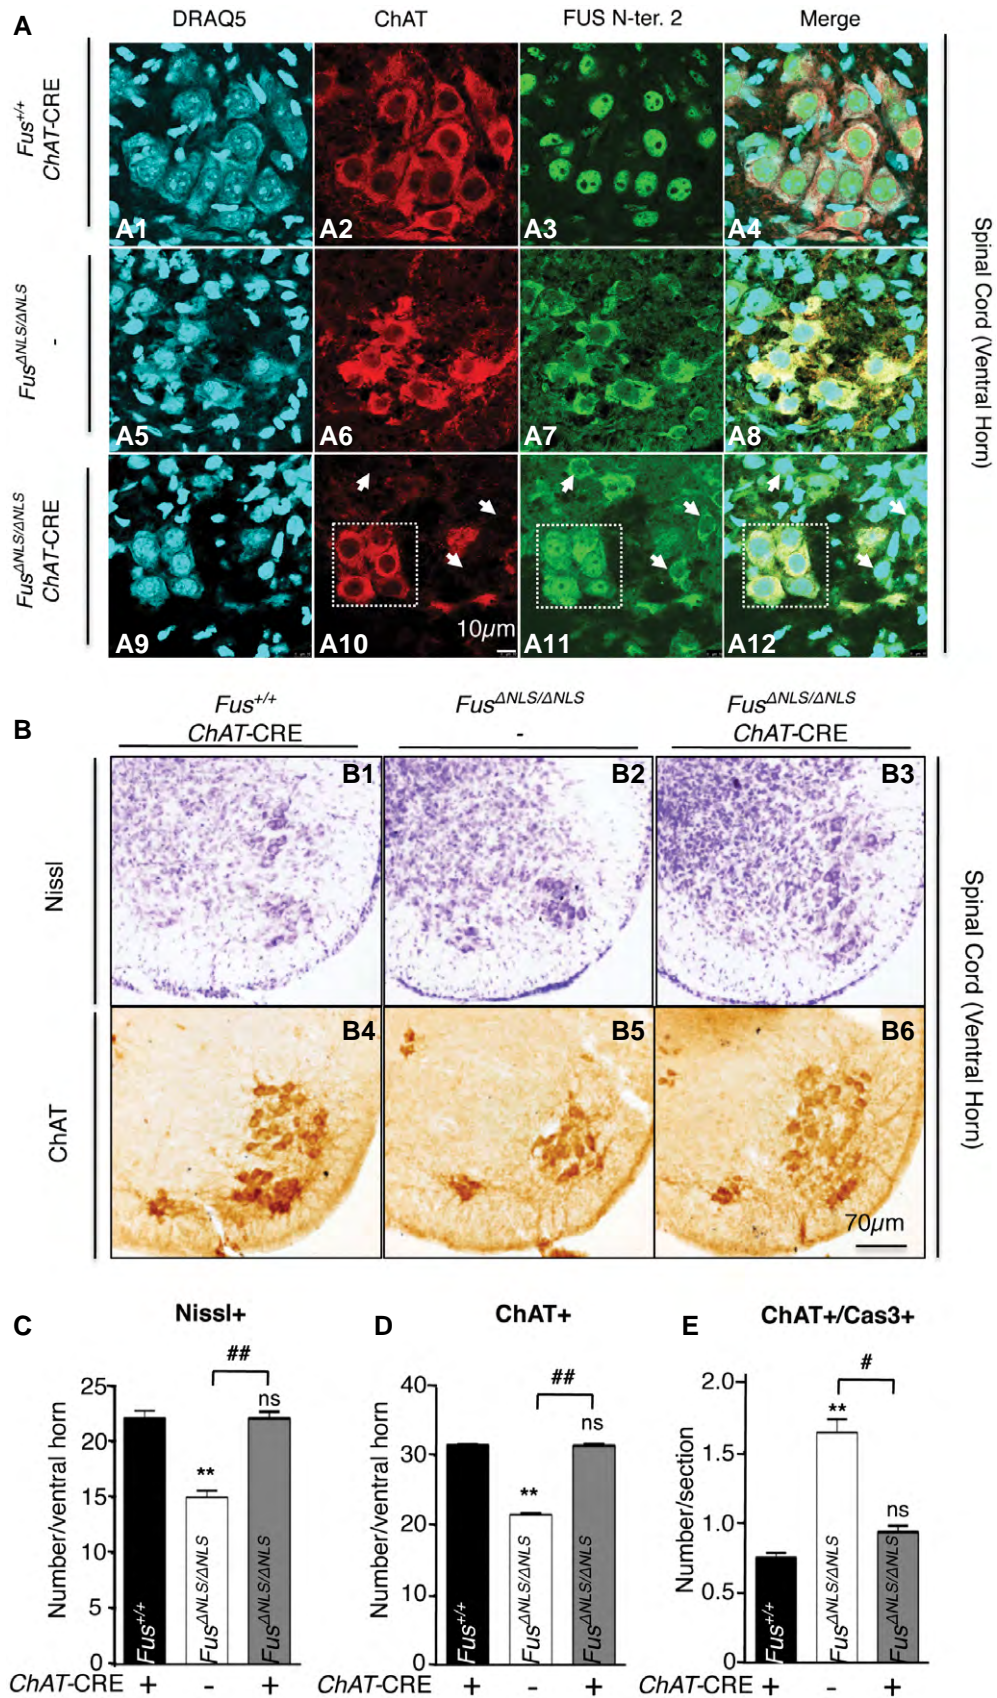 A
DRAQ5 ChAT FUS N-ter. 2 Merge
Fus+/+
ChAT-CRE
A1 A2 A3 A4
FusΔNLS/ΔNLS
-
A5 A6 A7 A8
FusΔNLS/ΔNLS
ChAT-CRE
10µm
A9 A10 A11 A12
Spinal Cord (Ventral Horn)
B
Fus+/+ FusΔNLS/ΔNLS FusΔNLS/ΔNLS
ChAT-CRE - ChAT-CRE
Nissl
B1 B2 B3
ChAT
B4 B5 B6
70µm
Spinal Cord (Ventral Horn)
C
Nissl+
Number/ventral horn
25
20
15
10
5
0
##
**
ns
Fus+/+
FusΔNLS/ΔNLS
FusΔNLS/ΔNLS
ChAT-CRE + - +
D
ChAT+
Number/ventral horn
40
30
20
10
0
##
**
ns
Fus+/+
FusΔNLS/ΔNLS
FusΔNLS/ΔNLS
ChAT-CRE + - +
E
ChAT+/Cas3+
Number/section
2.0
1.5
1.0
0.5
0
#
**
ns
Fus+/+
FusΔNLS/ΔNLS
FusΔNLS/ΔNLS
ChAT-CRE + - +